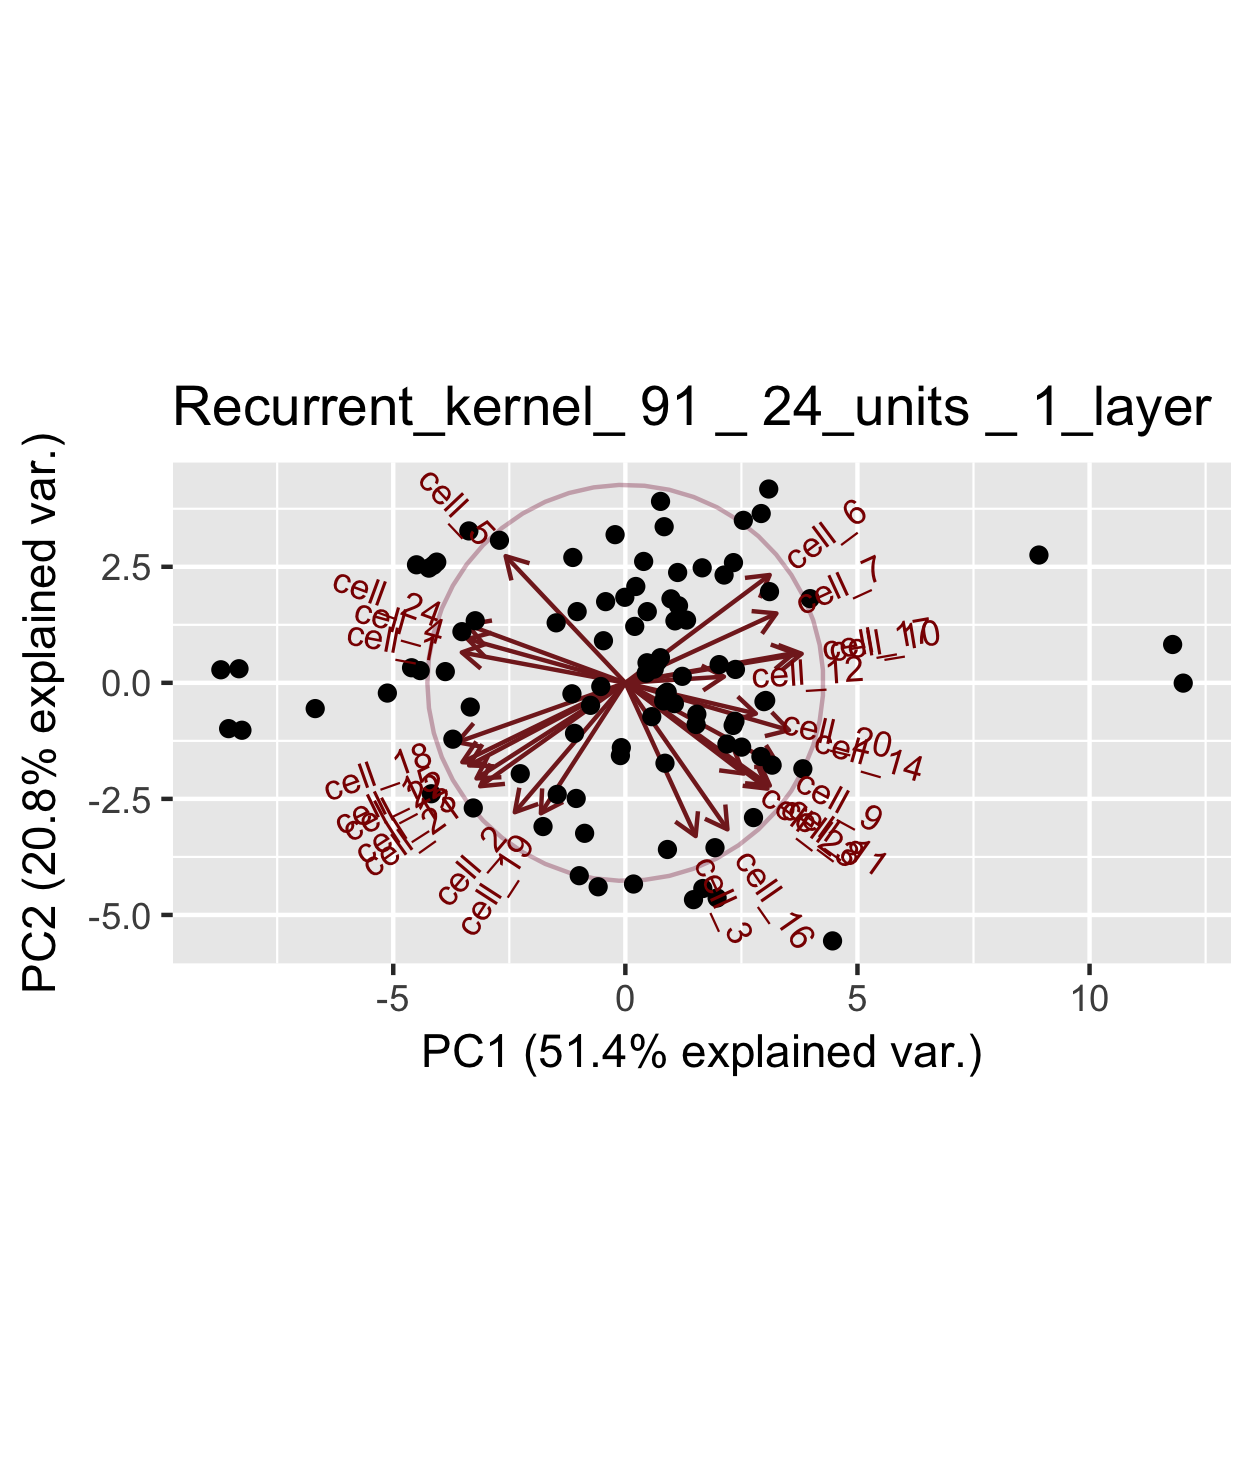 Recurrent_kernel_ 91 _ 24_units _ 1_layer
PC2 (20.8% explained var.)
2.5
0.0
-2.5
-5.0
cell_5
cell_6
cell_7
cell_24
cell_4
cell_17
cell_10
cell_12
cell_20
cell_14
cell_18
cell_9
cell_2
cell_19
cell_3
cell_16
-5
0
5
10
PC1 (51.4% explained var.)